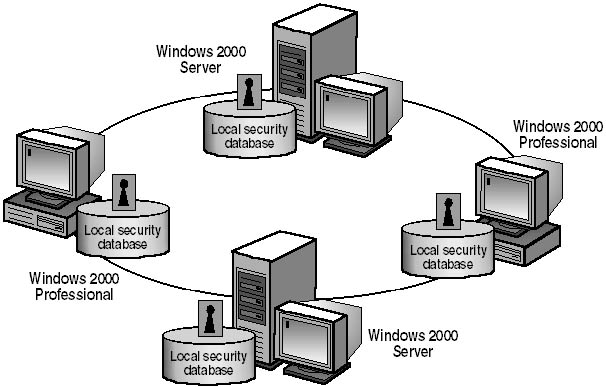 Windows 2000
Server
Local security
database
Windows 2000
Professional
Local security
database
Windows 2000
Professional
Local security
database
Local security
database
Windows 2000
Server